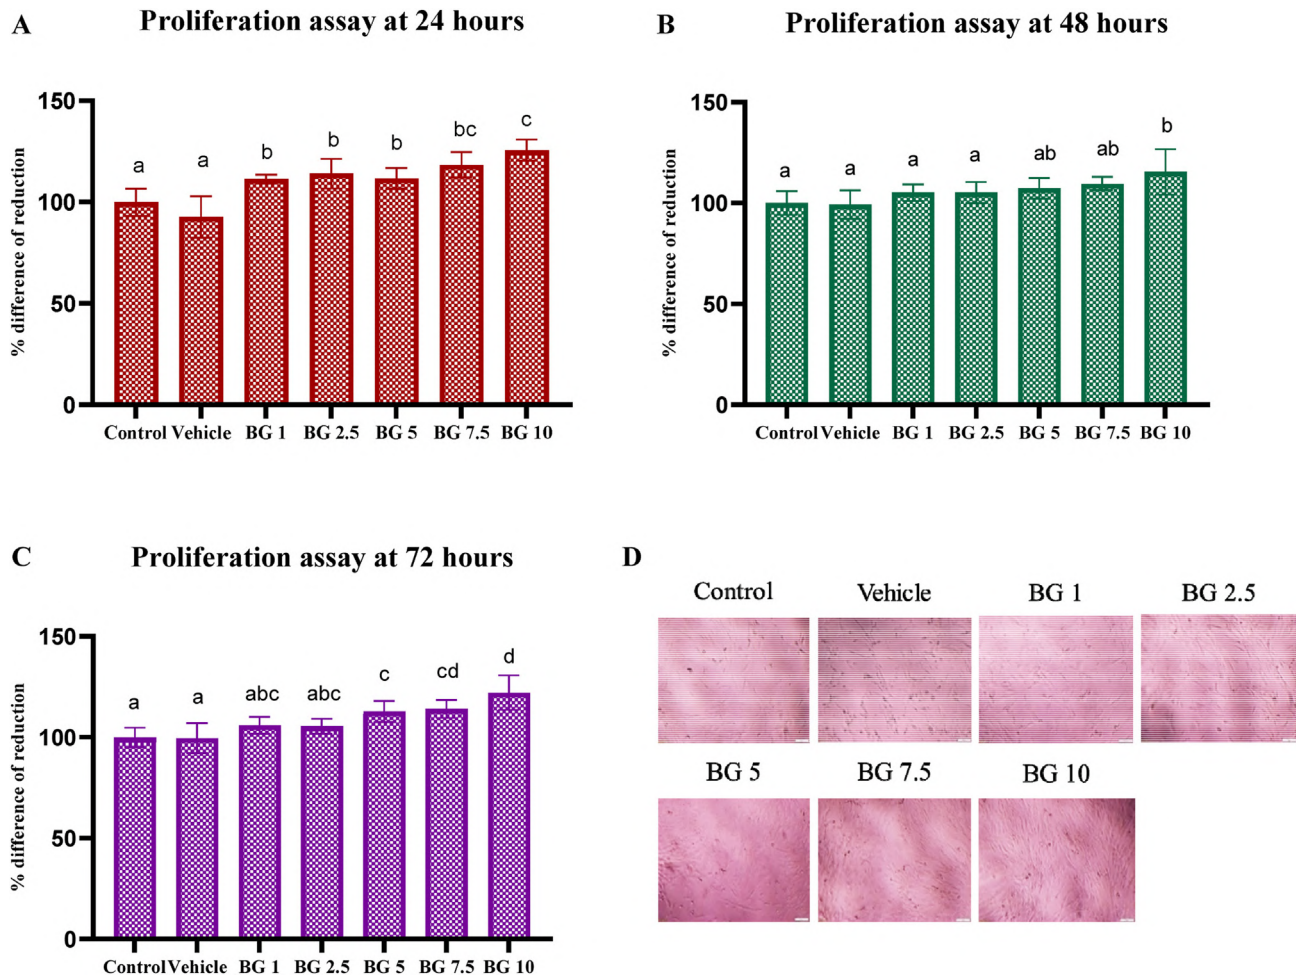 A Proliferation assay at 24 hours
% difference of reduction
150
100
50
0
a a b b b bc c
Control Vehicle BG 1 BG 2.5 BG 5 BG 7.5 BG 10
B Proliferation assay at 48 hours
% difference of reduction
150
100
50
0
a a a a ab ab b
Control Vehicle BG 1 BG 2.5 BG 5 BG 7.5 BG 10
C Proliferation assay at 72 hours
% difference of reduction
150
100
50
0
a a abc abc c cd d
Control Vehicle BG 1 BG 2.5 BG 5 BG 7.5 BG 10
D
Control Vehicle BG 1 BG 2.5
BG 5 BG 7.5 BG 10